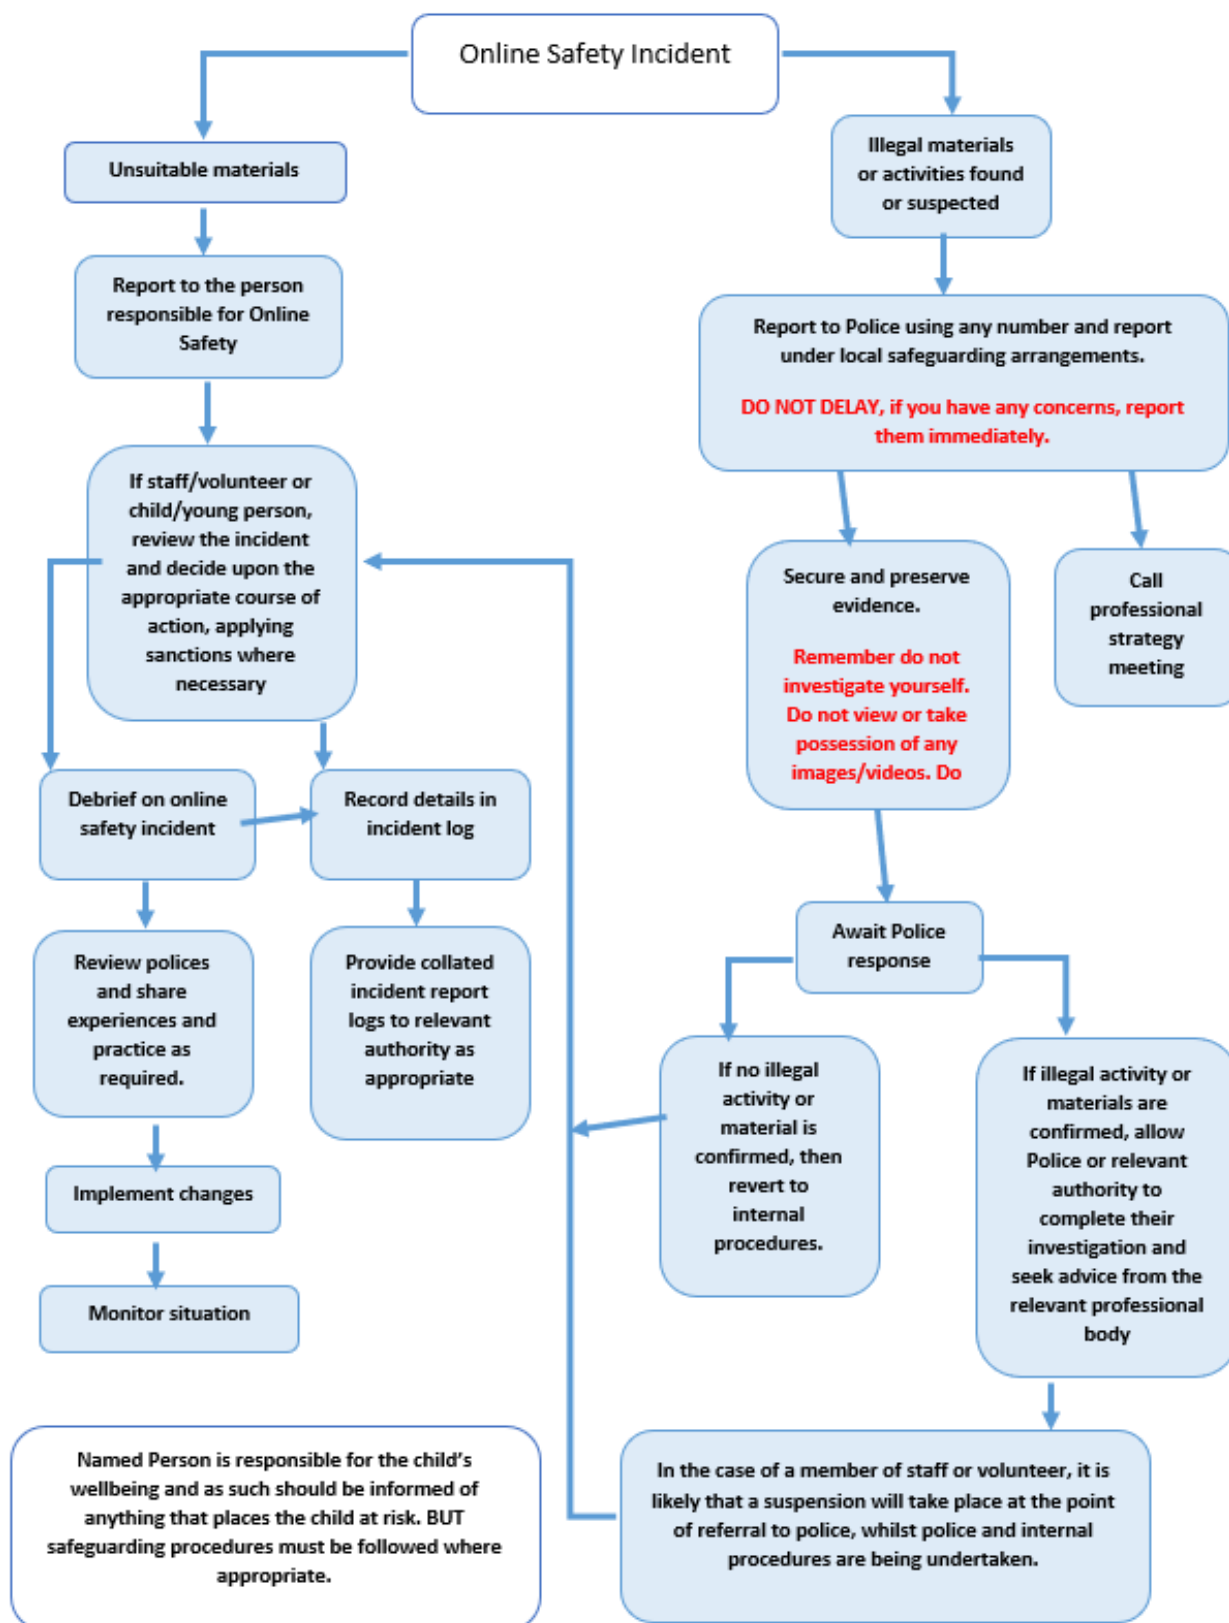 Online Safety Incident
Unsuitable materials
Illegal materials
or activities found
or suspected
Report to the person
responsible for Online
Safety
Report to Police using any number and report
under local safeguarding arrangements.
DO NOT DELAY, if you have any concerns, report
them immediately.
If staff/volunteer or
child/young person,
review the incident
and decide upon the
appropriate course of
action, applying
sanctions where
necessary
Secure and preserve
evidence.
Remember do not
investigate yourself.
Do not view or take
possession of any
images/videos. Do
Call
professional
strategy
meeting
Debrief on online
safety incident
Record details in
incident log
Await Police
response
Review polices
and share
experiences and
practice as
required.
Provide collated
incident report
logs to relevant
authority as
appropriate
If no illegal
activity or
material is
confirmed, then
revert to
internal
procedures.
If illegal activity or
materials are
confirmed, allow
Police or relevant
authority to
complete their
investigation and
seek advice from the
relevant professional
body
Implement changes
Monitor situation
Named Person is responsible for the child's
wellbeing and as such should be informed of
anything that places the child at risk. BUT
safeguarding procedures must be followed where
appropriate.
In the case of a member of staff or volunteer, it is
likely that a suspension will take place at the point
of referral to police, whilst police and internal
procedures are being undertaken.